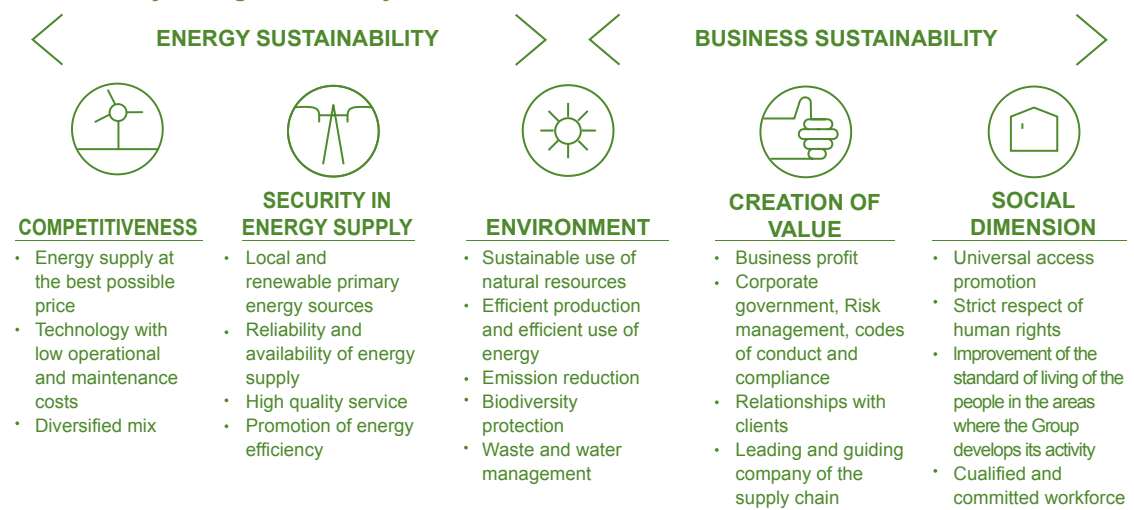 ENERGY SUSTAINABILITY
BUSINESS SUSTAINABILITY
COMPETITIVENESS
• Energy supply at
the best possible
price
• Technology with
low operational
and maintenance
costs
• Diversified mix
SECURITY IN
ENERGY SUPPLY
• Local and
renewable primary
energy sources
• Reliability and
availability of energy
supply
• High quality service
• Promotion of energy
efficiency
ENVIRONMENT
• Sustainable use of
natural resources
• Efficient production
and efficient use of
energy
• Emission reduction
• Biodiversity
protection
• Waste and water
management
CREATION OF
VALUE
• Business profit
• Corporate
government, Risk
management, codes
of conduct and
compliance
• Relationships with
clients
• Leading and guiding
company of the
supply chain
SOCIAL
DIMENSION
• Universal access
promotion
• Strict respect of
human rights
• Improvement of the
standard of living of the
people in the areas
where the Group
develops its activity
• Cualified and
committed workforce